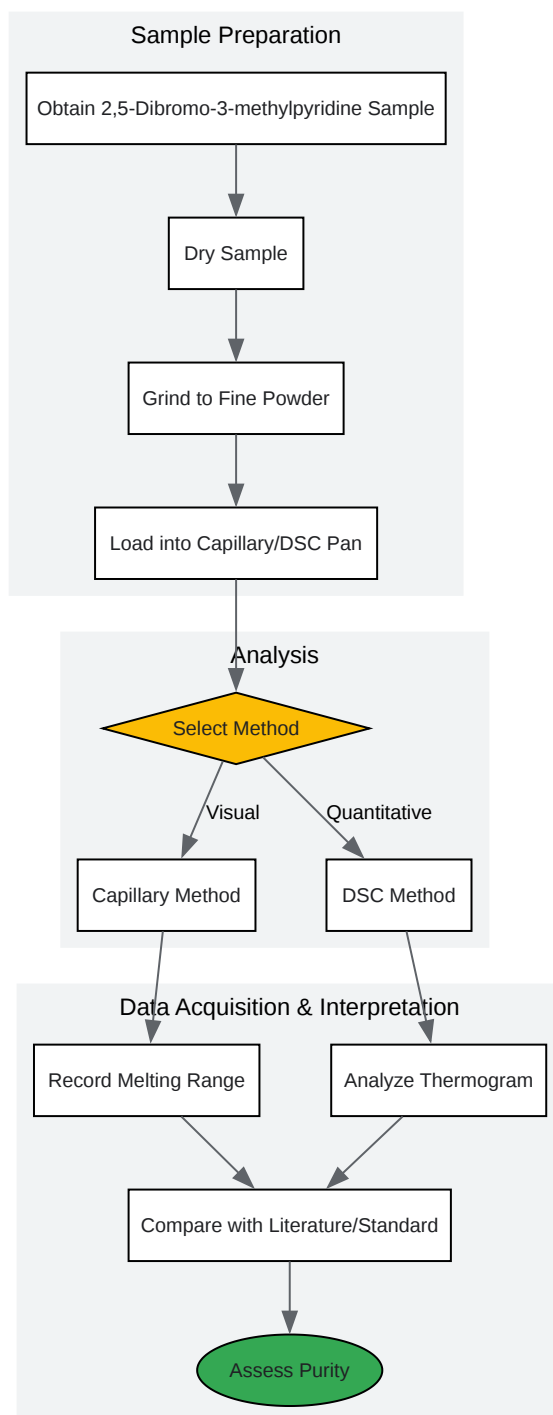 Sample Preparation
Obtain 2,5-Dibromo-3-methylpyridine Sample
Dry Sample
Grind to Fine Powder
Load into Capillary/DSC Pan
Analysis
Select Method
Visual
Quantitative
Capillary Method
DSC Method
Data Acquisition & Interpretation
Record Melting Range
Analyze Thermogram
Compare with Literature/Standard
Assess Purity